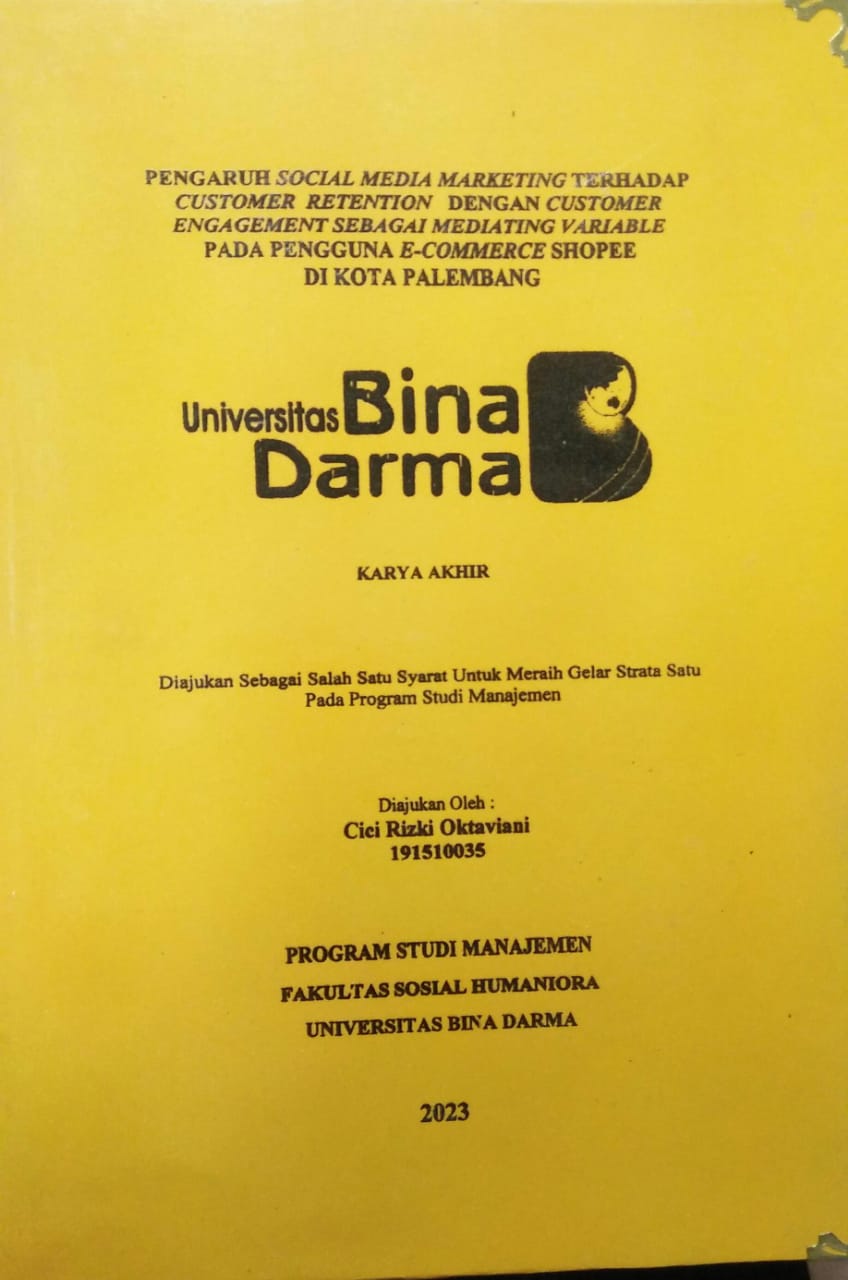 PENGARUH SOCIAL MEDIA MARKETING TERHADAP
CUSTOMER RETENTION DENGAN CUSTOMER
ENGAGEMENT SEBAGAI MEDIATING VARIABLE
PADA PENGGUNA E-COMMERCE SHOPEE
DI KOTA PALEMBANG
Universitas Bina
Darma
KARYA AKHIR
Diajukan Sebagai Salah Satu Syarat Untuk Meraih Gelar Strata Satu
Pada Program Studi Manajemen
Diajukan Oleh :
Cici Rizki Oktaviani
191510035
PROGRAM STUDI MANAJEMEN
FAKULTAS SOSIAL HUMANIORA
UNIVERSITAS BINA DARMA
2023